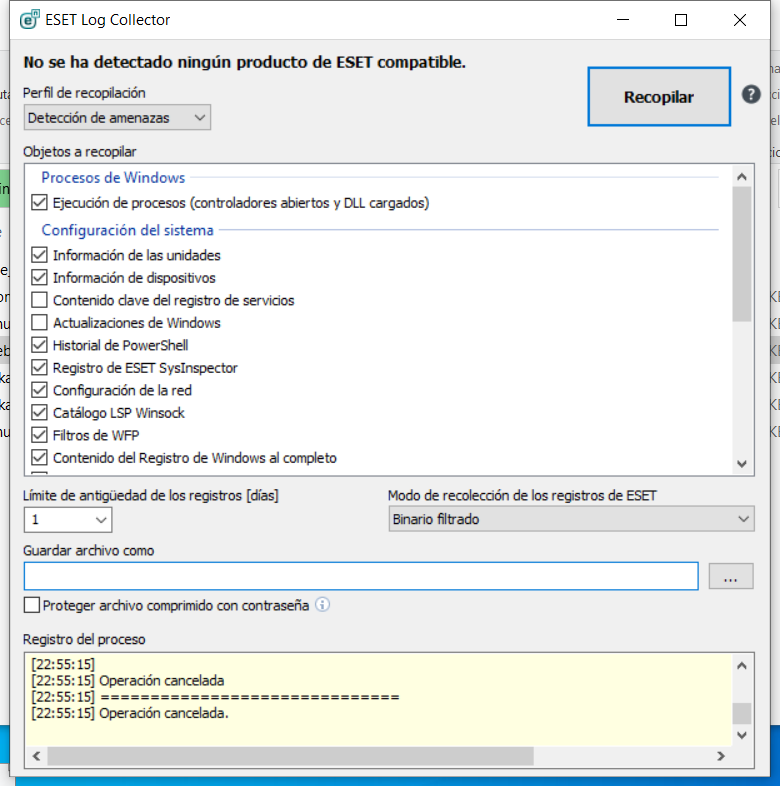 ESET Log Collector
No se ha detectado ningún producto de ESET compatible.
Perfil de recopilación
Detección de amenazas
Recopilar
?
Objetos a recopilar
Procesos de Windows
Ejecución de procesos (controladores abiertos y DLL cargados)
Configuración del sistema
Información de las unidades
Información de dispositivos
Contenido clave del registro de servicios
Actualizaciones de Windows
Historial de PowerShell
Registro de ESET SysInspector
Configuración de la red
Catálogo LSP Winsock
Filtros de WFP
Contenido del Registro de Windows al completo
Límite de antigüedad de los registros [días]
Modo de recolección de los registros de ESET
1
Binario filtrado
Guardar archivo como
...
Proteger archivo comprimido con contraseña
Registro del proceso
[22:55:15]
[22:55:15] Operación cancelada
[22:55:15] ==============================
[22:55:15] Operación cancelada.